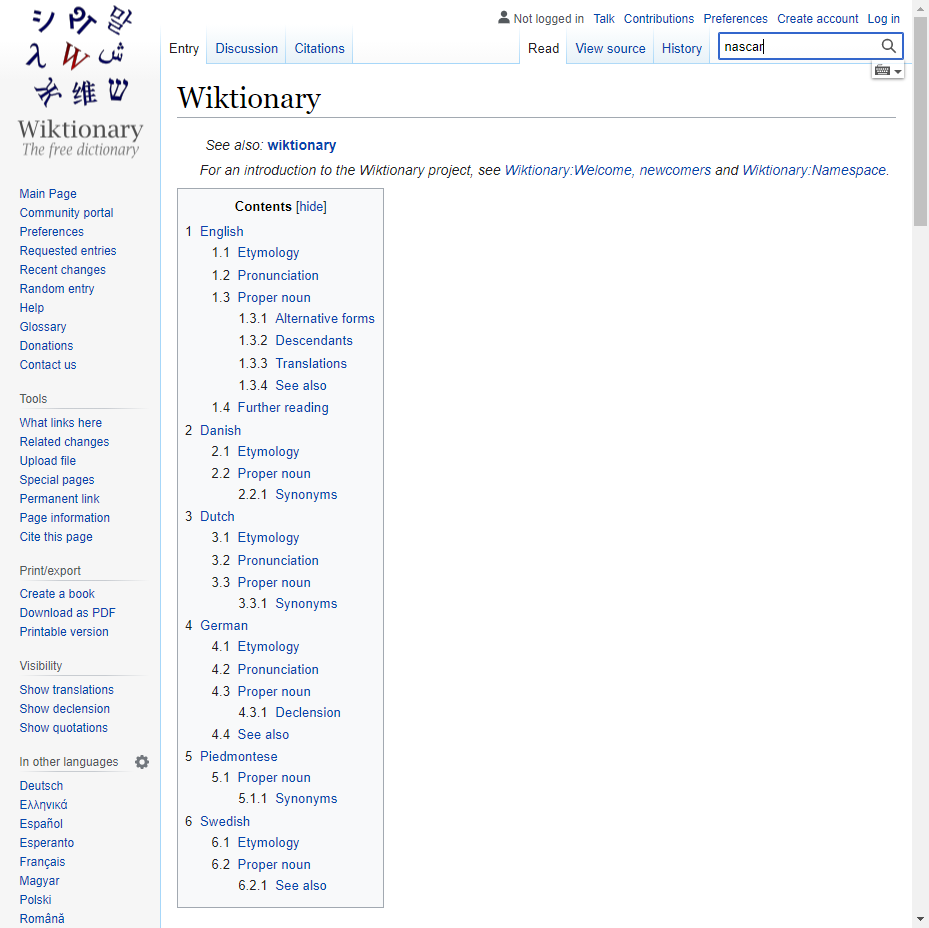 Not logged in Talk Contributions Preferences Create account Log in
Entry Discussion Citations Read View source History nascar
シ 수 말
λ W ش
维 ש
Wiktionary
The free dictionary
Main Page
Community portal
Preferences
Requested entries
Recent changes
Random entry
Help
Glossary
Donations
Contact us
Tools
What links here
Related changes
Upload file
Special pages
Permanent link
Page information
Cite this page
Print/export
Create a book
Download as PDF
Printable version
Visibility
Show translations
Show declension
Show quotations
In other languages
Deutsch
Ελληνικά
Español
Esperanto
Français
Magyar
Polski
Română
Wiktionary
See also: wiktionary
For an introduction to the Wiktionary project, see Wiktionary:Welcome, newcomers and Wiktionary:Namespace.
Contents [hide]
1 English
1.1 Etymology
1.2 Pronunciation
1.3 Proper noun
1.3.1 Alternative forms
1.3.2 Descendants
1.3.3 Translations
1.3.4 See also
1.4 Further reading
2 Danish
2.1 Etymology
2.2 Proper noun
2.2.1 Synonyms
3 Dutch
3.1 Etymology
3.2 Pronunciation
3.3 Proper noun
3.3.1 Synonyms
4 German
4.1 Etymology
4.2 Pronunciation
4.3 Proper noun
4.3.1 Declension
4.4 See also
5 Piedmontese
5.1 Proper noun
5.1.1 Synonyms
6 Swedish
6.1 Etymology
6.2 Proper noun
6.2.1 See also